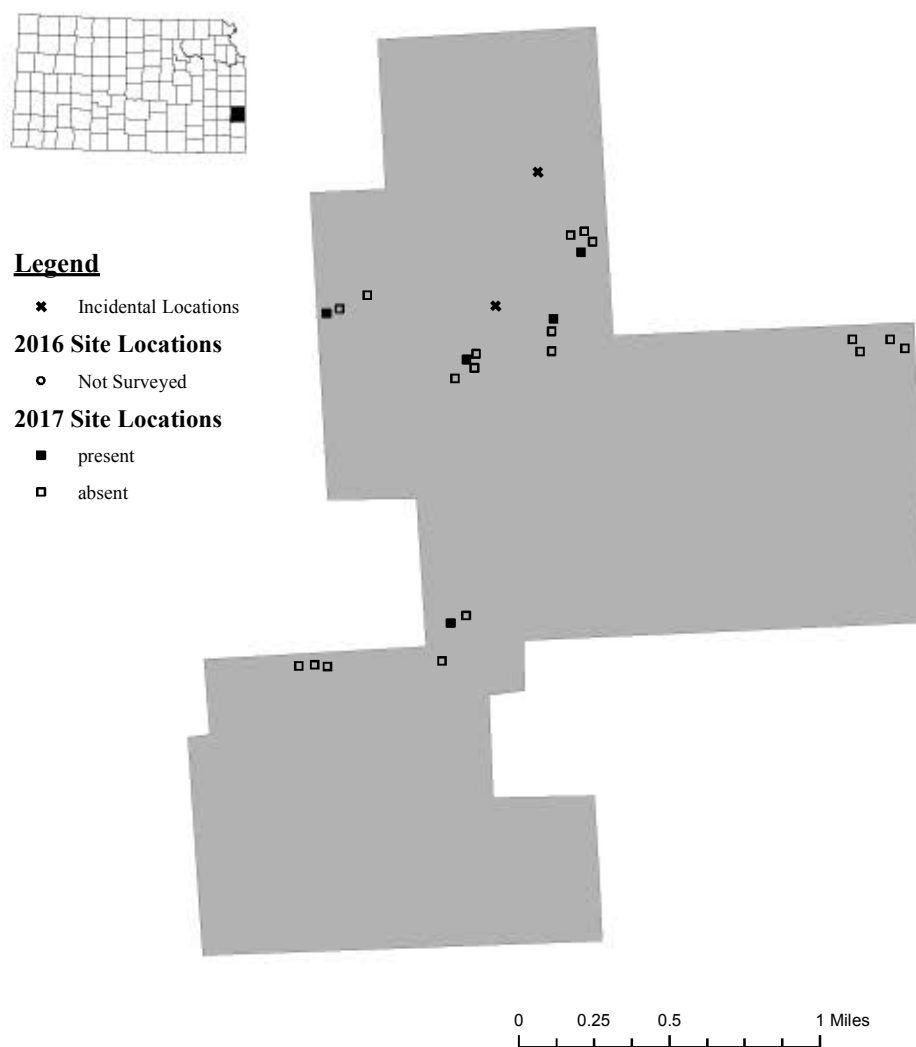 Legend
Incidental Locations
2016 Site Locations
Not Surveyed
2017 Site Locations
present
absent
0 0.25 0.5 1 Miles